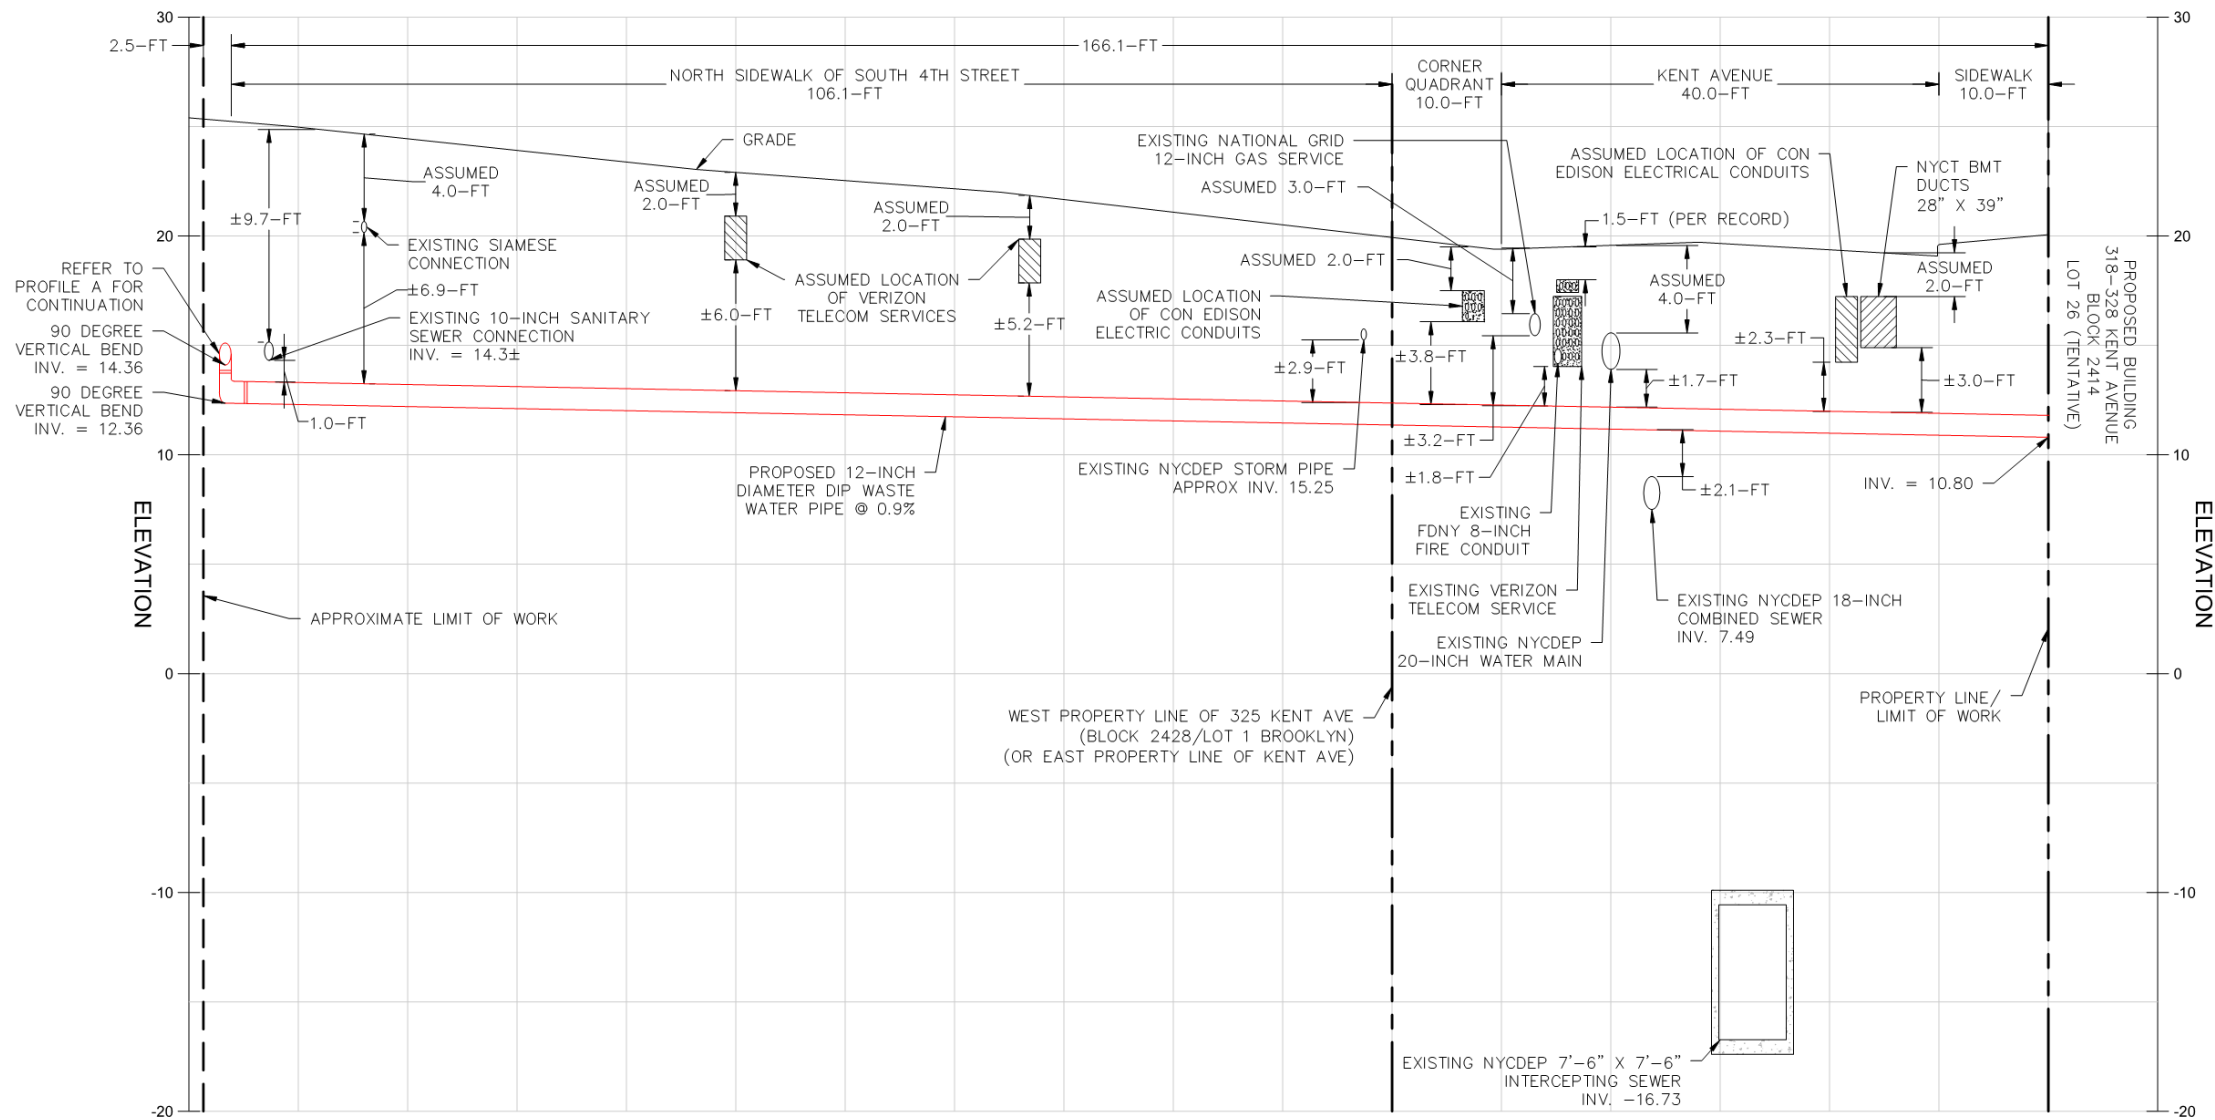 30
30
2.5-FT
166.1-FT
NORTH SIDEWALK OF SOUTH 4TH STREET
106.1-FT
CORNER
QUADRANT
10.0-FT
KENT AVENUE
40.0-FT
SIDEWALK
10.0-FT
GRADE
EXISTING NATIONAL GRID
12-INCH GAS SERVICE
ASSUMED 3.0-FT
ASSUMED LOCATION OF CON
EDISON ELECTRICAL CONDUITS
NYCT BMT
DUCTS
28" X 39"
ASSUMED
4.0-FT
ASSUMED
2.0-FT
ASSUMED
2.0-FT
1.5-FT (PER RECORD)
±9.7-FT
20
20
EXISTING SIAMESE
CONNECTION
REFER TO
PROFILE A FOR
CONTINUATION
±6.9-FT
ASSUMED LOCATION
OF VERIZON
TELECOM SERVICES
ASSUMED 2.0-FT
ASSUMED LOCATION
OF CON EDISON
ELECTRIC CONDUITS
ASSUMED
4.0-FT
ASSUMED
2.0-FT
PROPOSED BUILDING
318-328 KENT AVENUE
BLOCK 2414
LOT 26 (TENTATIVE)
EXISTING 10-INCH SANITARY
SEWER CONNECTION
INV. = 14.3±
±6.0-FT
±5.2-FT
90 DEGREE
VERTICAL BEND
INV. = 14.36
±2.9-FT
±3.8-FT
±2.3-FT
±1.7-FT
±3.0-FT
90 DEGREE
VERTICAL BEND
INV. = 12.36
1.0-FT
±3.2-FT
10
10
PROPOSED 12-INCH
DIAMETER DIP WASTE
WATER PIPE @ 0.9%
EXISTING NYCDEP STORM PIPE
APPROX INV. 15.25
±1.8-FT
±2.1-FT
INV. = 10.80
EXISTING
FDNY 8-INCH
FIRE CONDUIT
ELEVATION
ELEVATION
EXISTING VERIZON
TELECOM SERVICE
EXISTING NYCDEP 18-INCH
COMBINED SEWER
INV. 7.49
APPROXIMATE LIMIT OF WORK
EXISTING NYCDEP
20-INCH WATER MAIN
0
0
WEST PROPERTY LINE OF 325 KENT AVE
(BLOCK 2428/LOT 1 BROOKLYN)
(OR EAST PROPERTY LINE OF KENT AVE)
PROPERTY LINE/
LIMIT OF WORK
-10
-10
EXISTING NYCDEP 7'-6" X 7'-6"
INTERCEPTING SEWER
INV. -16.73
-20
-20